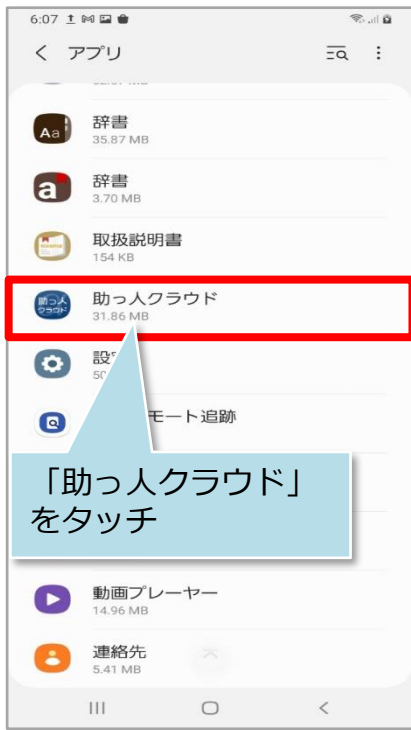 6:07
アプリ
Aa
辞書
35.87 MB
a
辞書
3.70 MB
取扱説明書
154 KB
助っ人
クラウド
助っ人クラウド
31.86 MB
設
50
モート追跡
「助っ人クラウド」
をタッチ
動画プレーヤー
14.96 MB
連絡先
5.41 MB